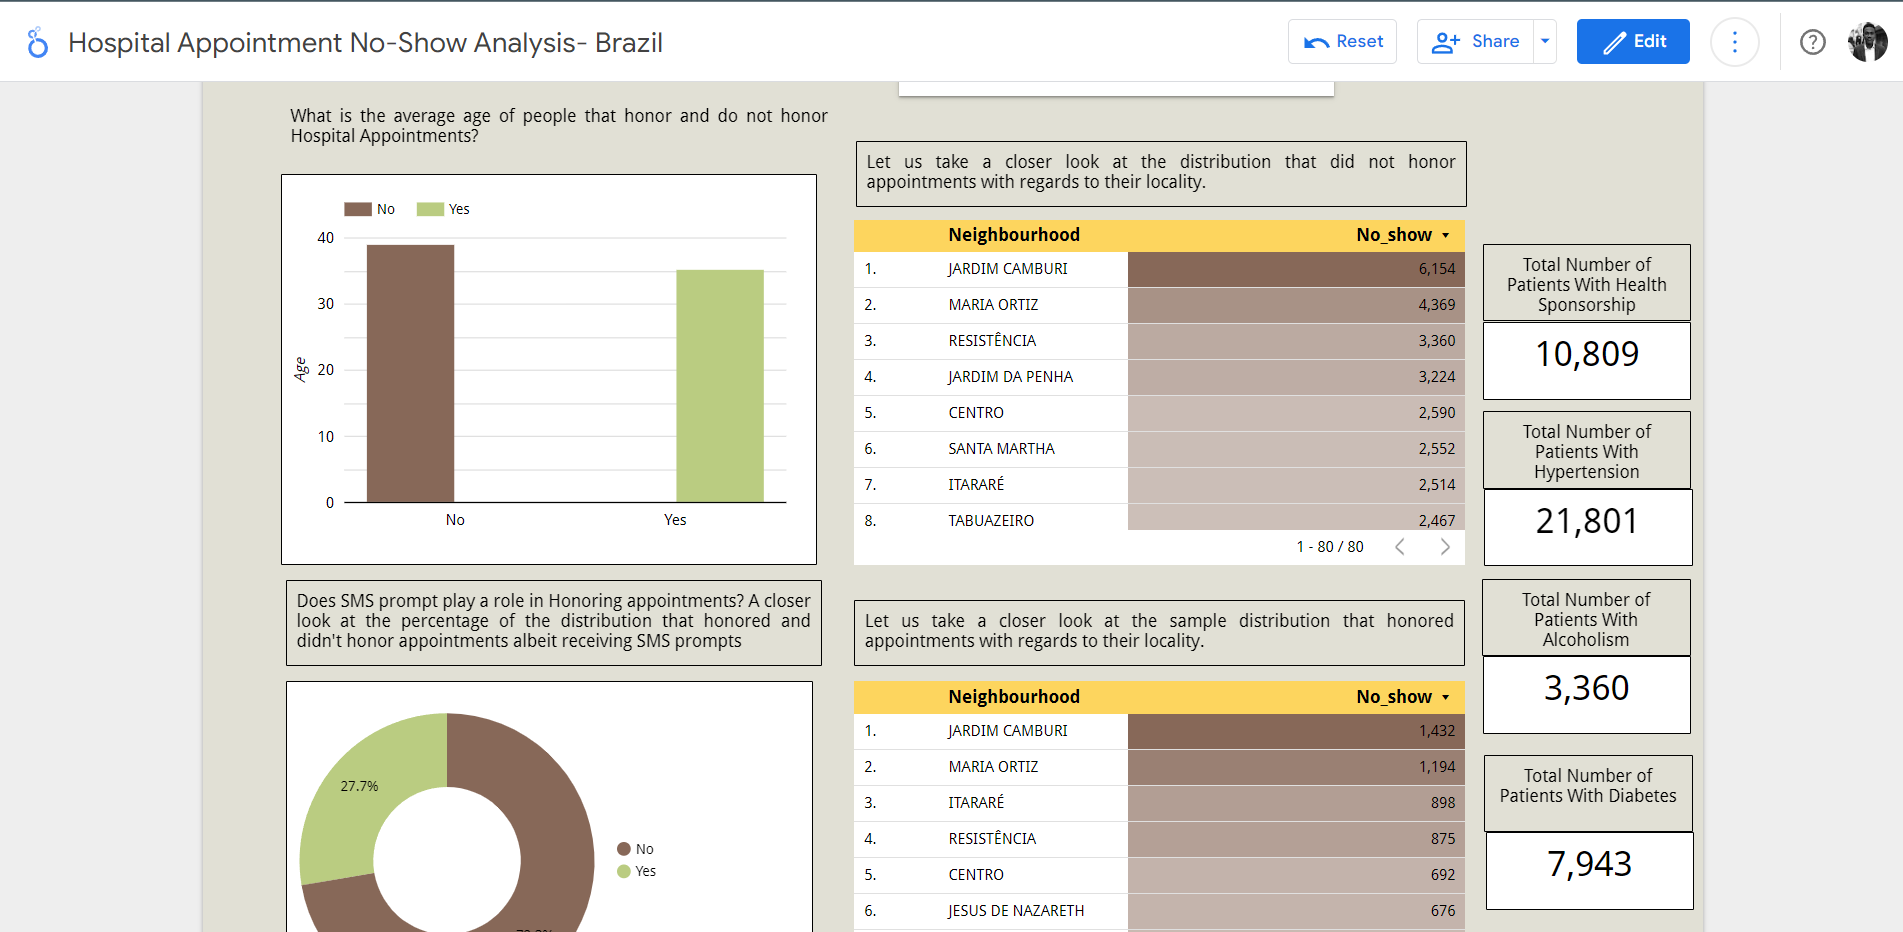 Hospital Appointment No-Show Analysis- Brazil
Reset
Share
Edit
What is the average age of people that honor and do not honor
Hospital Appointments?
No
Yes
40
30
20
10
0
Age
No
Yes
Does SMS prompt play a role in Honoring appointments? A closer
look at the percentage of the distribution that honored and
didn't honor appointments albeit receiving SMS prompts
27.7%
No
Yes
Let us take a closer look at the distribution that did not honor
appointments with regards to their locality.
Neighbourhood No_show
1. JARDIM CAMBURI 6,154
2. MARIA ORTIZ 4,369
3. RESISTÊNCIA 3,360
4. JARDIM DA PENHA 3,224
5. CENTRO 2,590
6. SANTA MARTHA 2,552
7. ITARARÉ 2,514
8. TABUAZEIRO 2,467
1 - 80 / 80
Let us take a closer look at the sample distribution that honored
appointments with regards to their locality.
Neighbourhood No_show
1. JARDIM CAMBURI 1,432
2. MARIA ORTIZ 1,194
3. ITARARÉ 898
4. RESISTÊNCIA 875
5. CENTRO 692
6. JESUS DE NAZARETH 676
Total Number of
Patients With Health
Sponsorship
10,809
Total Number of
Patients With
Hypertension
21,801
Total Number of
Patients With
Alcoholism
3,360
Total Number of
Patients With Diabetes
7,943